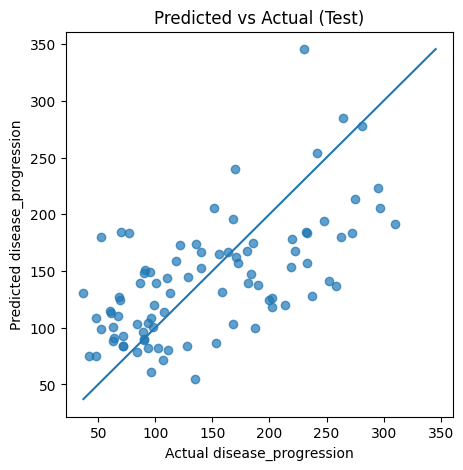 Predicted vs Actual (Test)
350
300
250
200
150
100
50
Predicted disease_progression
50 100 150 200 250 300 350
Actual disease_progression